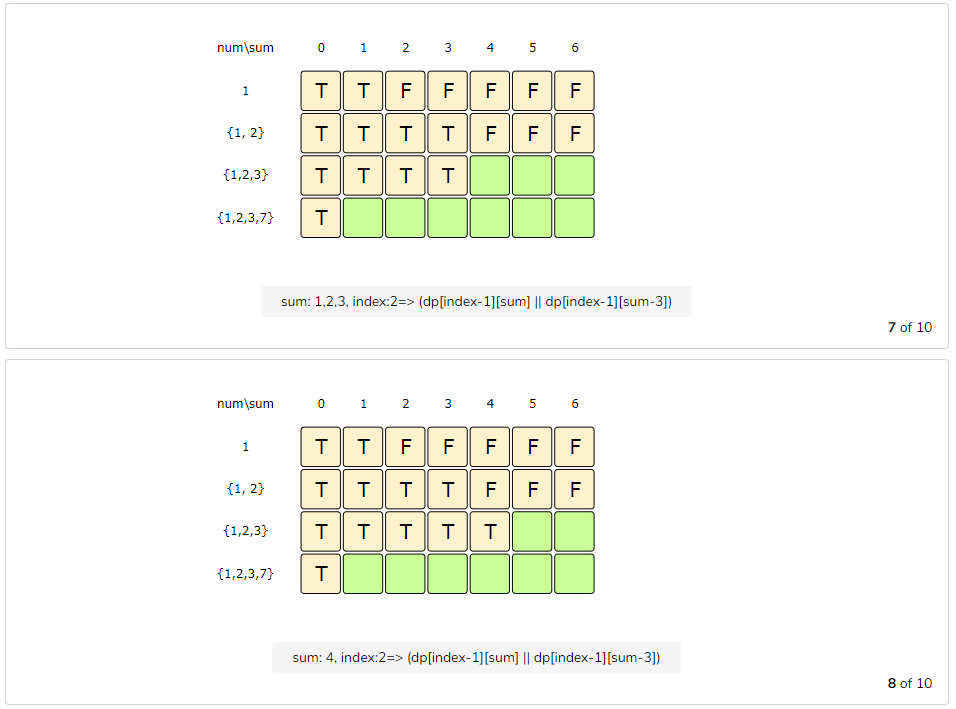 num\sum 0 1 2 3 4 5 6
1 T T F F F F F
{1, 2} T T T T F F F
{1,2,3} T T T T
{1,2,3,7} T
sum: 1,2,3, index:2=> (dp[index-1][sum] || dp[index-1][sum-3])
7 of 10
num\sum 0 1 2 3 4 5 6
1 T T F F F F F
{1, 2} T T T T F F F
{1,2,3} T T T T T
{1,2,3,7} T
sum: 4, index:2=> (dp[index-1][sum] || dp[index-1][sum-3])
8 of 10